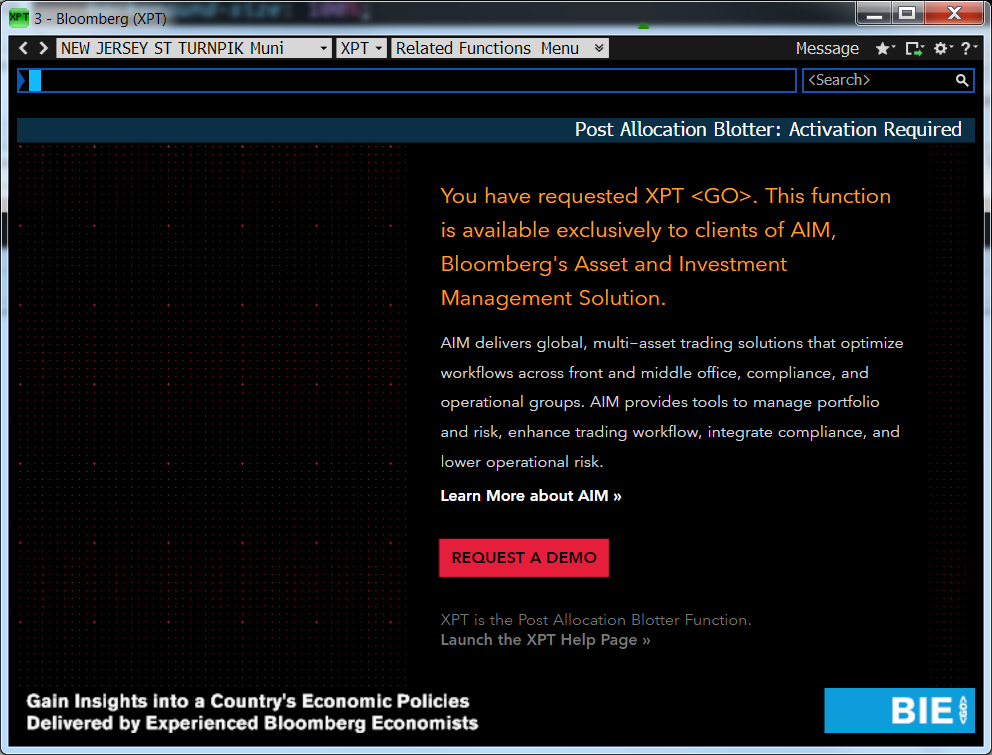 XPT 3 - Bloomberg (XPT)
NEW JERSEY ST TURNPIK Muni XPT Related Functions Menu Message ?
<Search>
Post Allocation Blotter: Activation Required
You have requested XPT <GO>. This function
is available exclusively to clients of AIM,
Bloomberg's Asset and Investment
Management Solution.
AIM delivers global, multi-asset trading solutions that optimize
workflows across front and middle office, compliance, and
operational groups. AIM provides tools to manage portfolio
and risk, enhance trading workflow, integrate compliance, and
lower operational risk.
Learn More about AIM »
REQUEST A DEMO
XPT is the Post Allocation Blotter Function.
Launch the XPT Help Page »
Gain Insights into a Country's Economic Policies
Delivered by Experienced Bloomberg Economists
BIE